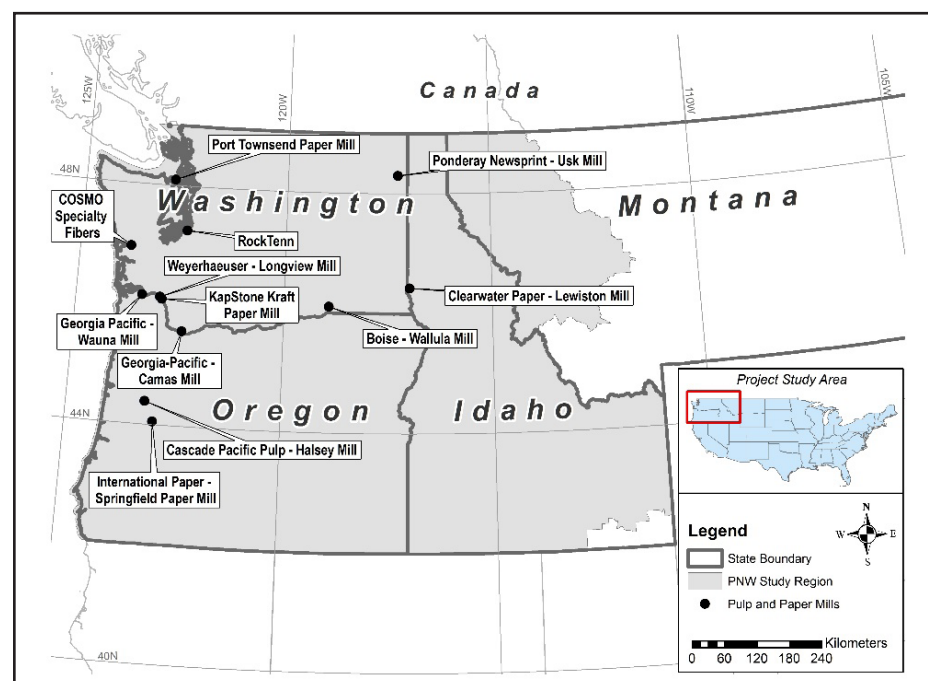 Canada
125W
120W
110W
105W
48N
44N
40N
Port Townsend Paper Mill
Ponderay Newsprint - Usk Mill
Washington
Montana
COSMO
Specialty
Fibers
RockTenn
Weyerhaeuser - Longview Mill
KapStone Kraft
Paper Mill
Clearwater Paper - Lewiston Mill
Georgia Pacific -
Wauna Mill
Boise - Wallula Mill
Georgia-Pacific -
Camas Mill
Oregon
Idaho
Cascade Pacific Pulp - Halsey Mill
International Paper -
Springfield Paper Mill
Project Study Area
Legend
N
W
E
S
State Boundary
PNW Study Region
Pulp and Paper Mills
Kilometers
0 60 120 180 240